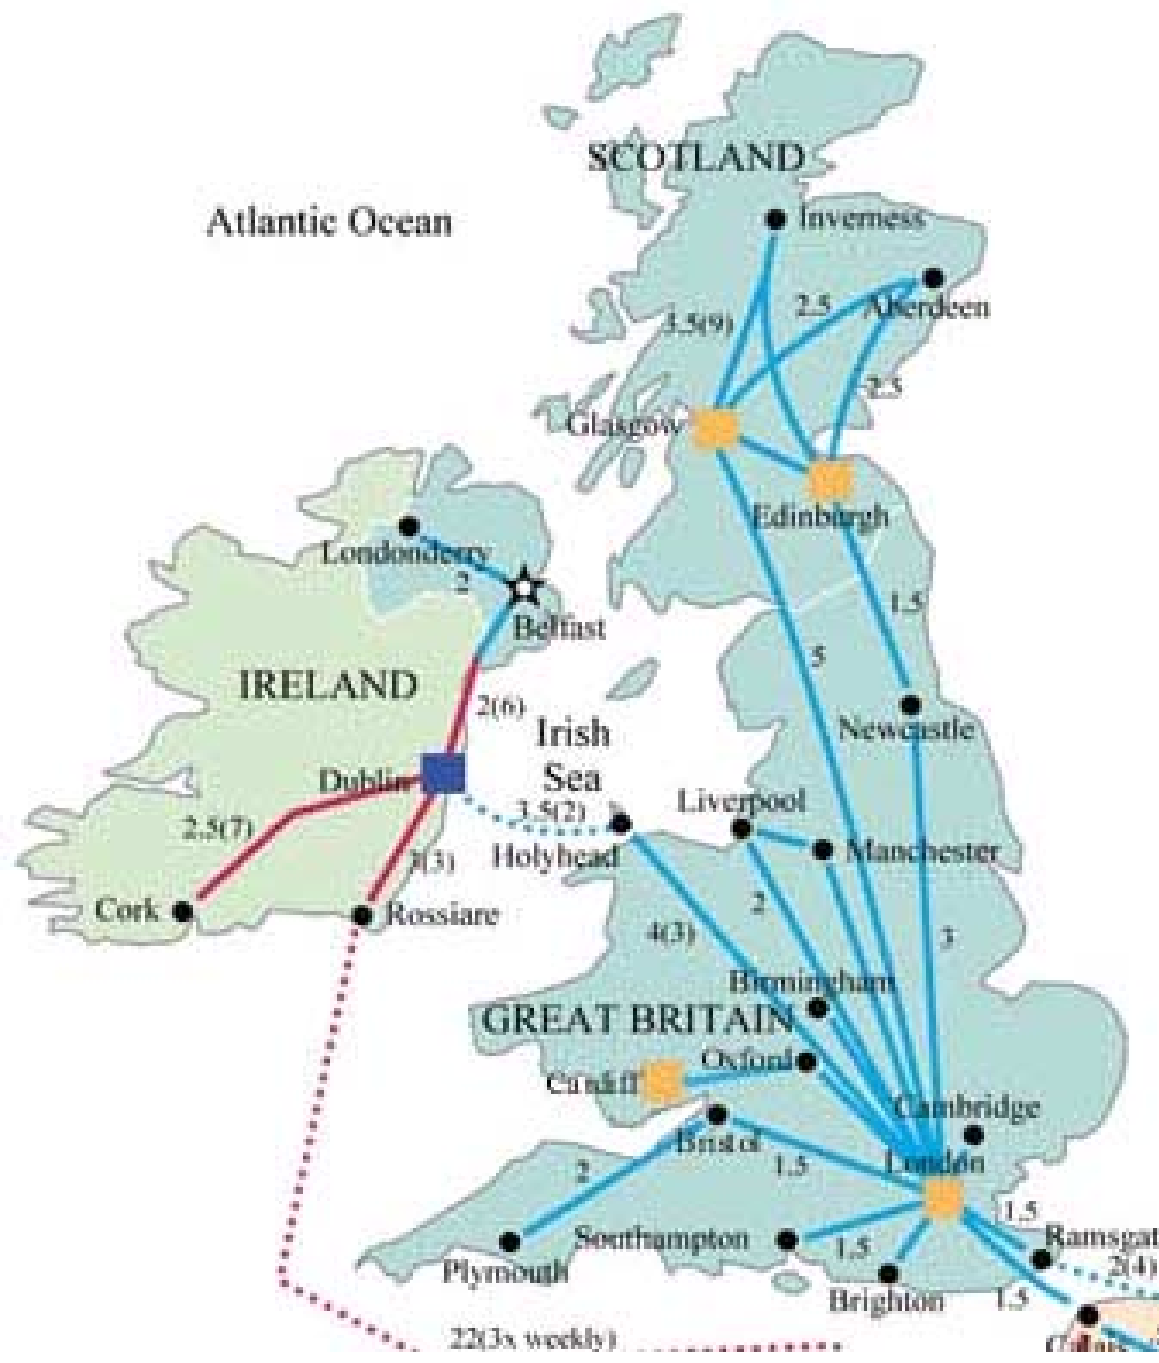 SCOTLAND
Atlantic Ocean
Inverness
2.5
Aberdeen
3.5(9)
2.5
Glasgow
Edinburgh
Londonderry
2
Belfast
1.5
5
IRELAND
2(6)
Irish
Sea
Newcastle
Dublin
3.5(2)
Liverpool
2.5(7)
Holyhead
Manchester
3(3)
Cork
Rossiare
2
4(3)
3
Birmingham
GREAT BRITAIN
Oxford
Cardiff
Cambridge
Bristol
1.5
London
2
1.5
Southampton
1.5
Ramsgat
2(4)
Plymouth
Brighton
1.5
22(3x weekly)